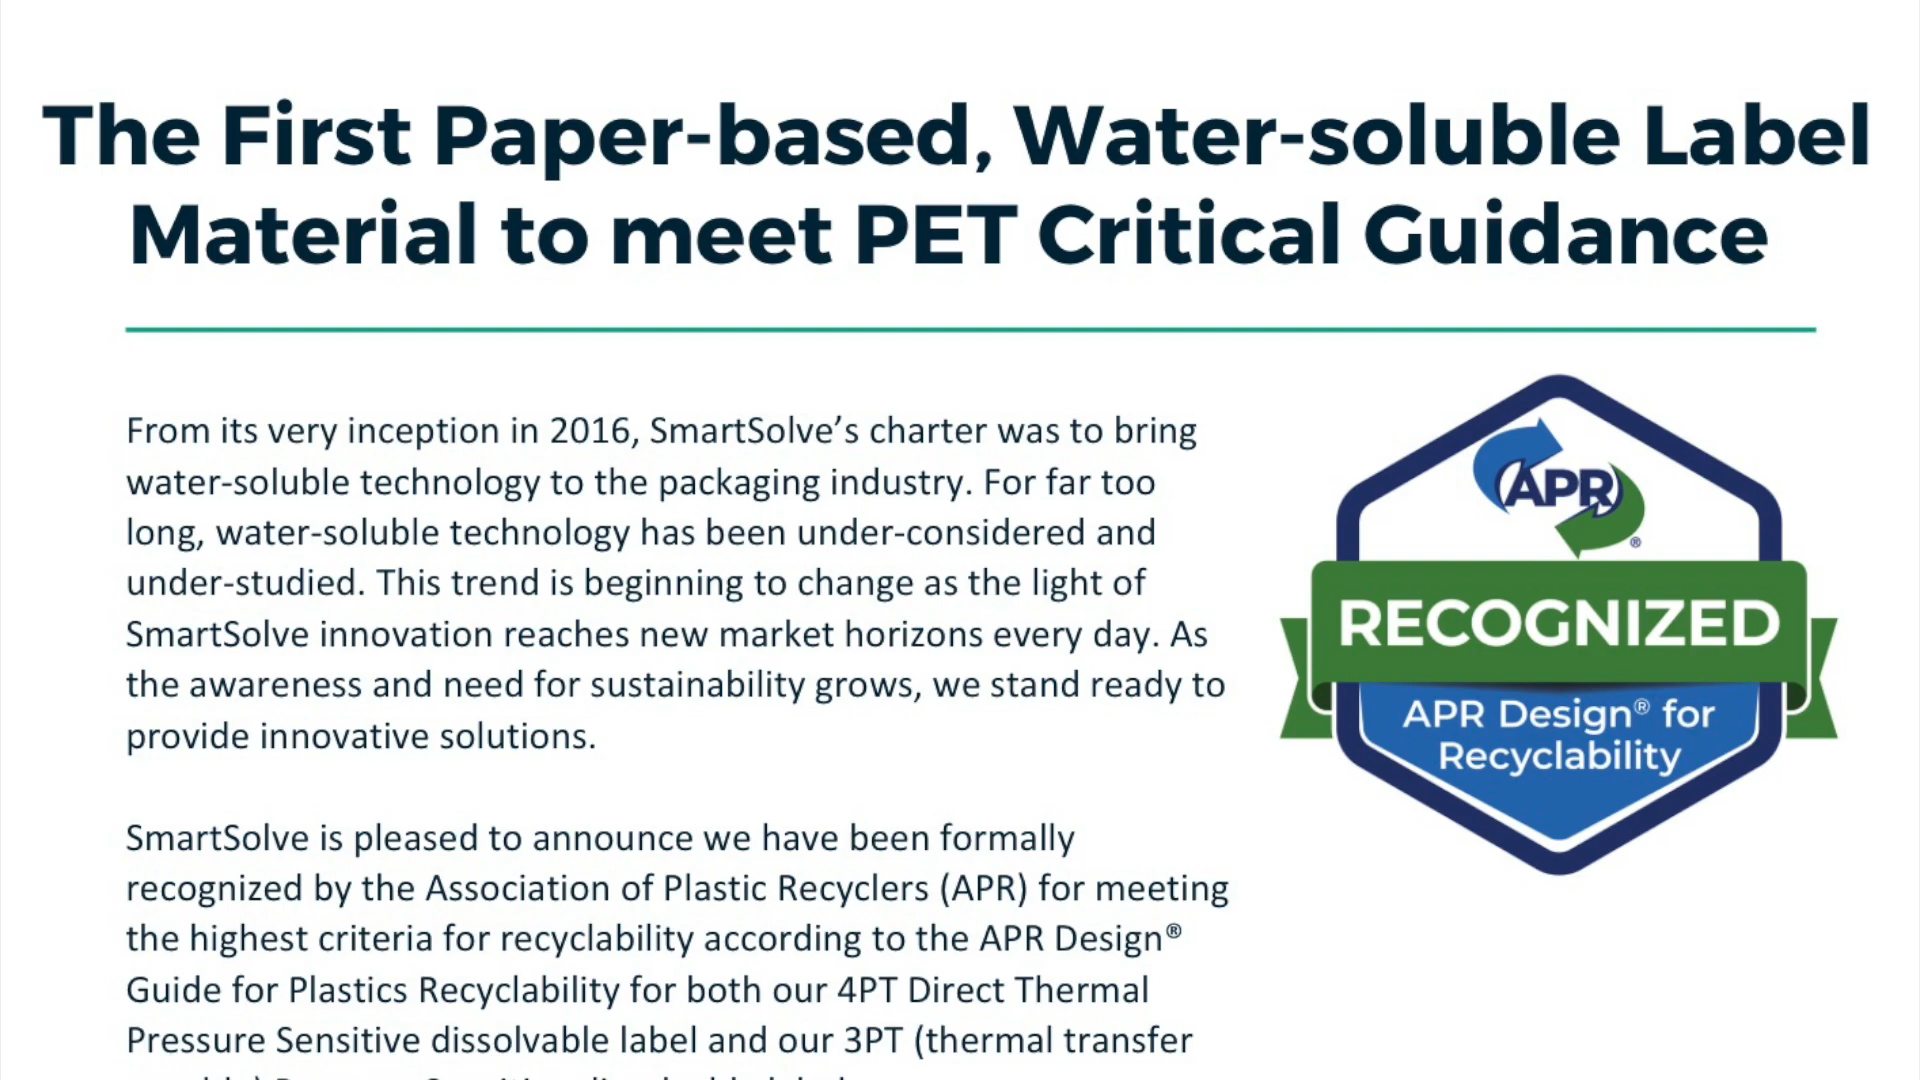 The First Paper-based, Water-soluble Label
Material to meet PET Critical Guidance
From its very inception in 2016, SmartSolve’s charter was to bring
water-soluble technology to the packaging industry. For far too
long, water-soluble technology has been under-considered and
under-studied. This trend is beginning to change as the light of
SmartSolve innovation reaches new market horizons every day. As
the awareness and need for sustainability grows, we stand ready to
provide innovative solutions.
SmartSolve is pleased to announce we have been formally
recognized by the Association of Plastic Recyclers (APR) for meeting
the highest criteria for recyclability according to the APR Design®
Guide for Plastics Recyclability for both our 4PT Direct Thermal
Pressure Sensitive dissolvable label and our 3PT (thermal transfer
APR®
RECOGNIZED
APR Design® for
Recyclability